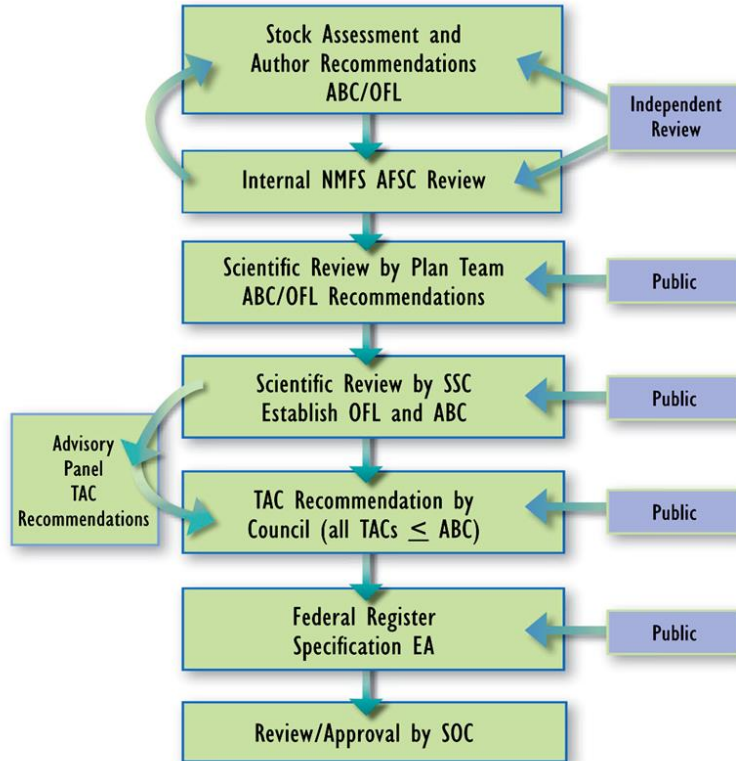 Stock Assessment and
Author Recommendations
ABC/OFL
Independent
Review
Internal NMFS AFSC Review
Scientific Review by Plan Team
ABC/OFL Recommendations
Public
Scientific Review by SSC
Establish OFL and ABC
Public
Advisory
Panel
TAC
Recommendations
TAC Recommendation by
Council (all TACs ≤ ABC)
Public
Federal Register
Specification EA
Public
Review/Approval by SOC